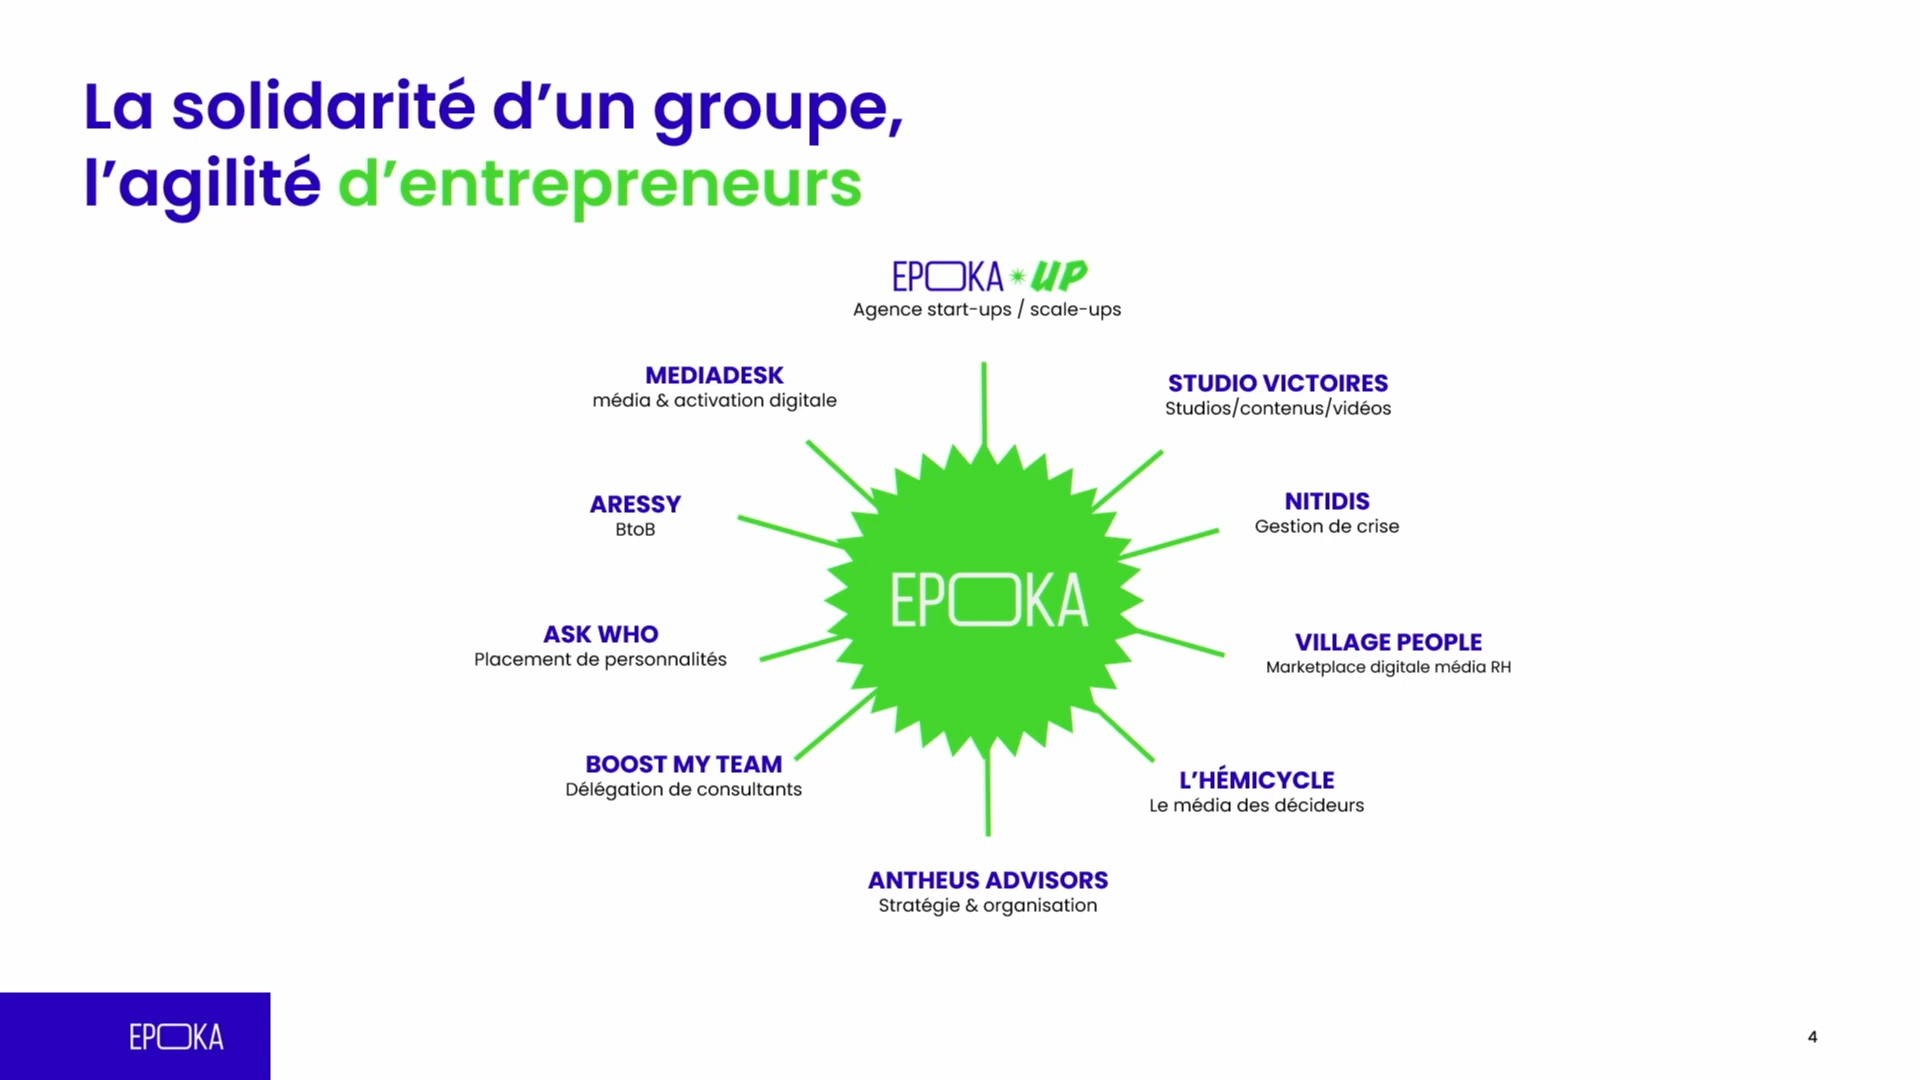 La solidarité d’un groupe,
l’agilité d’entrepreneurs
EPOKA UP
Agence start-ups / scale-ups
MEDIADESK
média & activation digitale
STUDIO VICTOIRES
Studios/contenus/vidéos
ARESSY
BtoB
NITIDIS
Gestion de crise
EPOKA
ASK WHO
Placement de personnalités
VILLAGE PEOPLE
Marketplace digitale média RH
BOOST MY TEAM
Délégation de consultants
L’HÉMICYCLE
Le média des décideurs
ANTHEUS ADVISORS
Stratégie & organisation
EPOKA
4